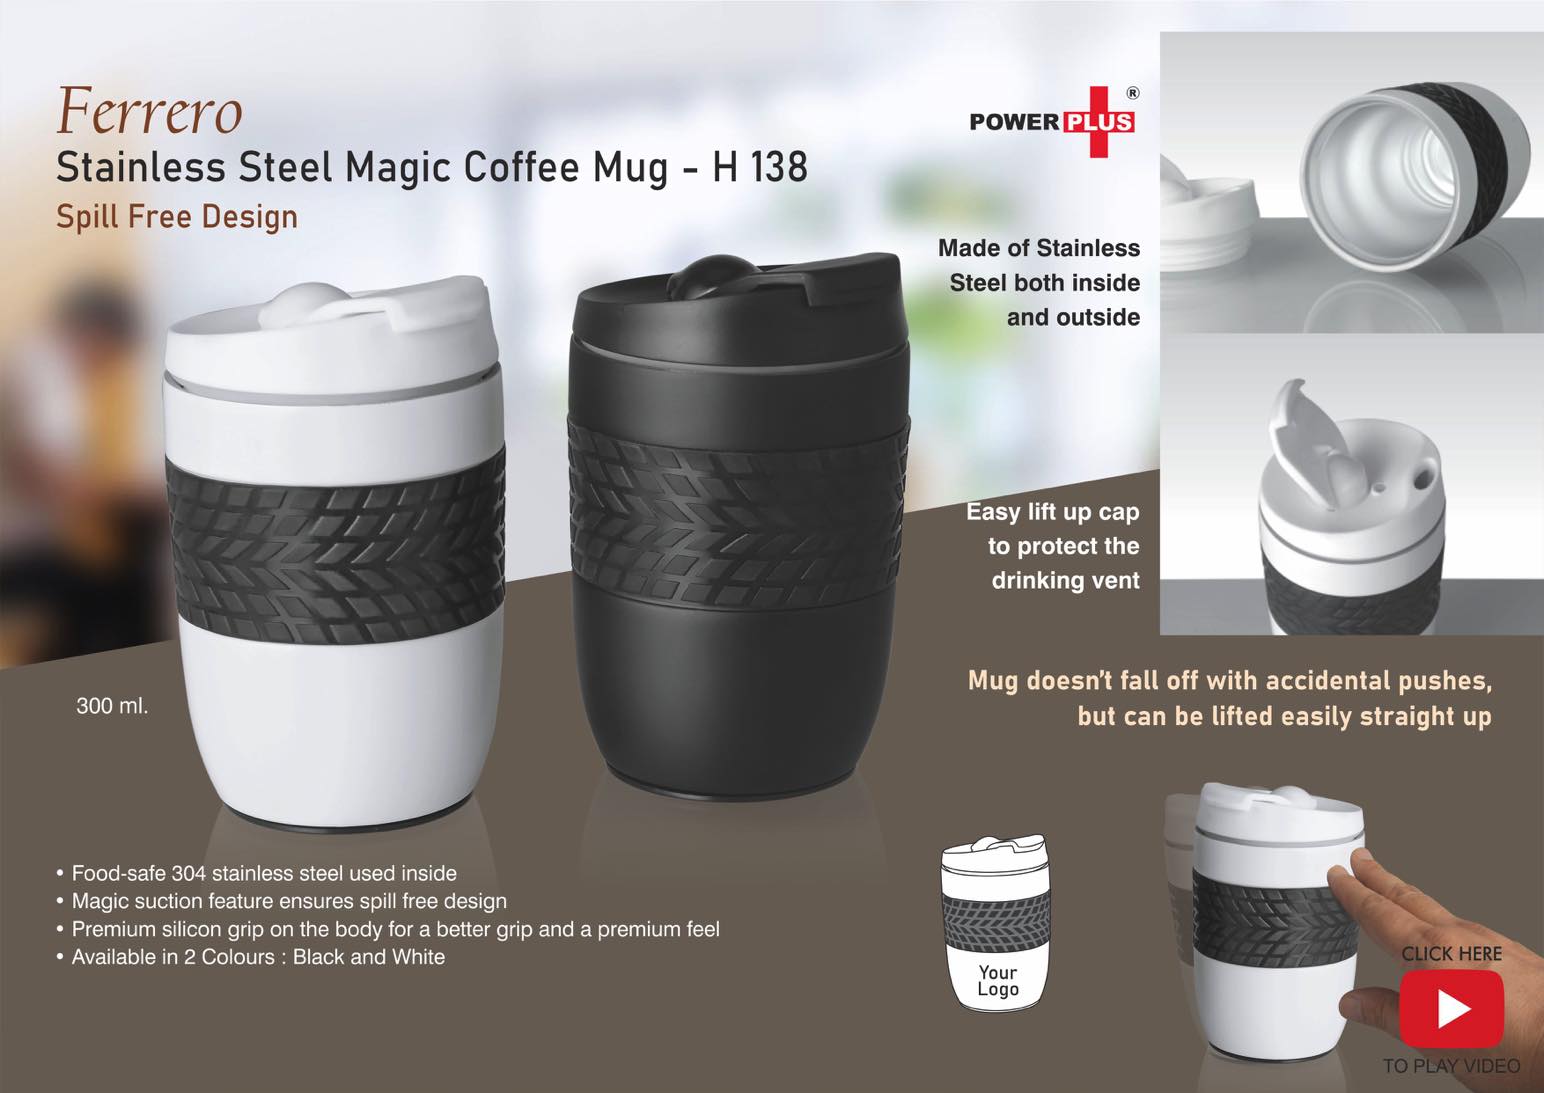 Ferrero
Stainless Steel Magic Coffee Mug - H 138
Spill Free Design
POWER PLUS ®
Made of Stainless
Steel both inside
and outside
Easy lift up cap
to protect the
drinking vent
300 ml.
Mug doesn't fall off with accidental pushes,
but can be lifted easily straight up
• Food-safe 304 stainless steel used inside
• Magic suction feature ensures spill free design
• Premium silicon grip on the body for a better grip and a premium feel
• Available in 2 Colours : Black and White
Your
Logo
CLICK HERE
TO PLAY VIDEO